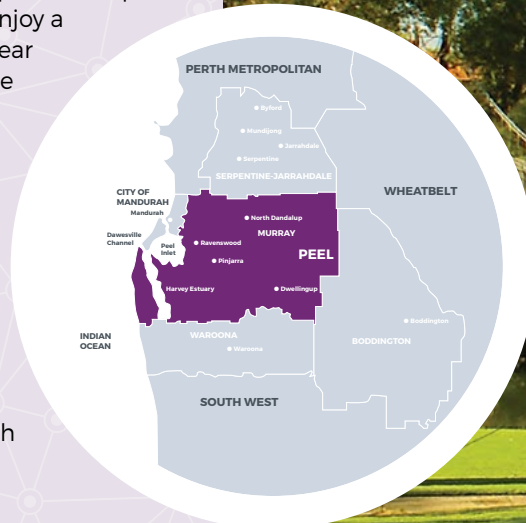 njoy a
ear
e
PERTH METROPOLITAN
Byford
Mundijong
Jarrahdale
Serpentine
SERPENTINE-JARRAHDALE
CITY OF
MANDURAH
Mandurah
WHEATBELT
North Dandalup
MURRAY
Dawesville
Channel
Peel
Inlet
Ravenswood
PEEL
Pinjarra
Harvey Estuary
Dwellingup
INDIAN
OCEAN
WAROONA
Waroona
Boddington
BODDINGTON
SOUTH WEST
h